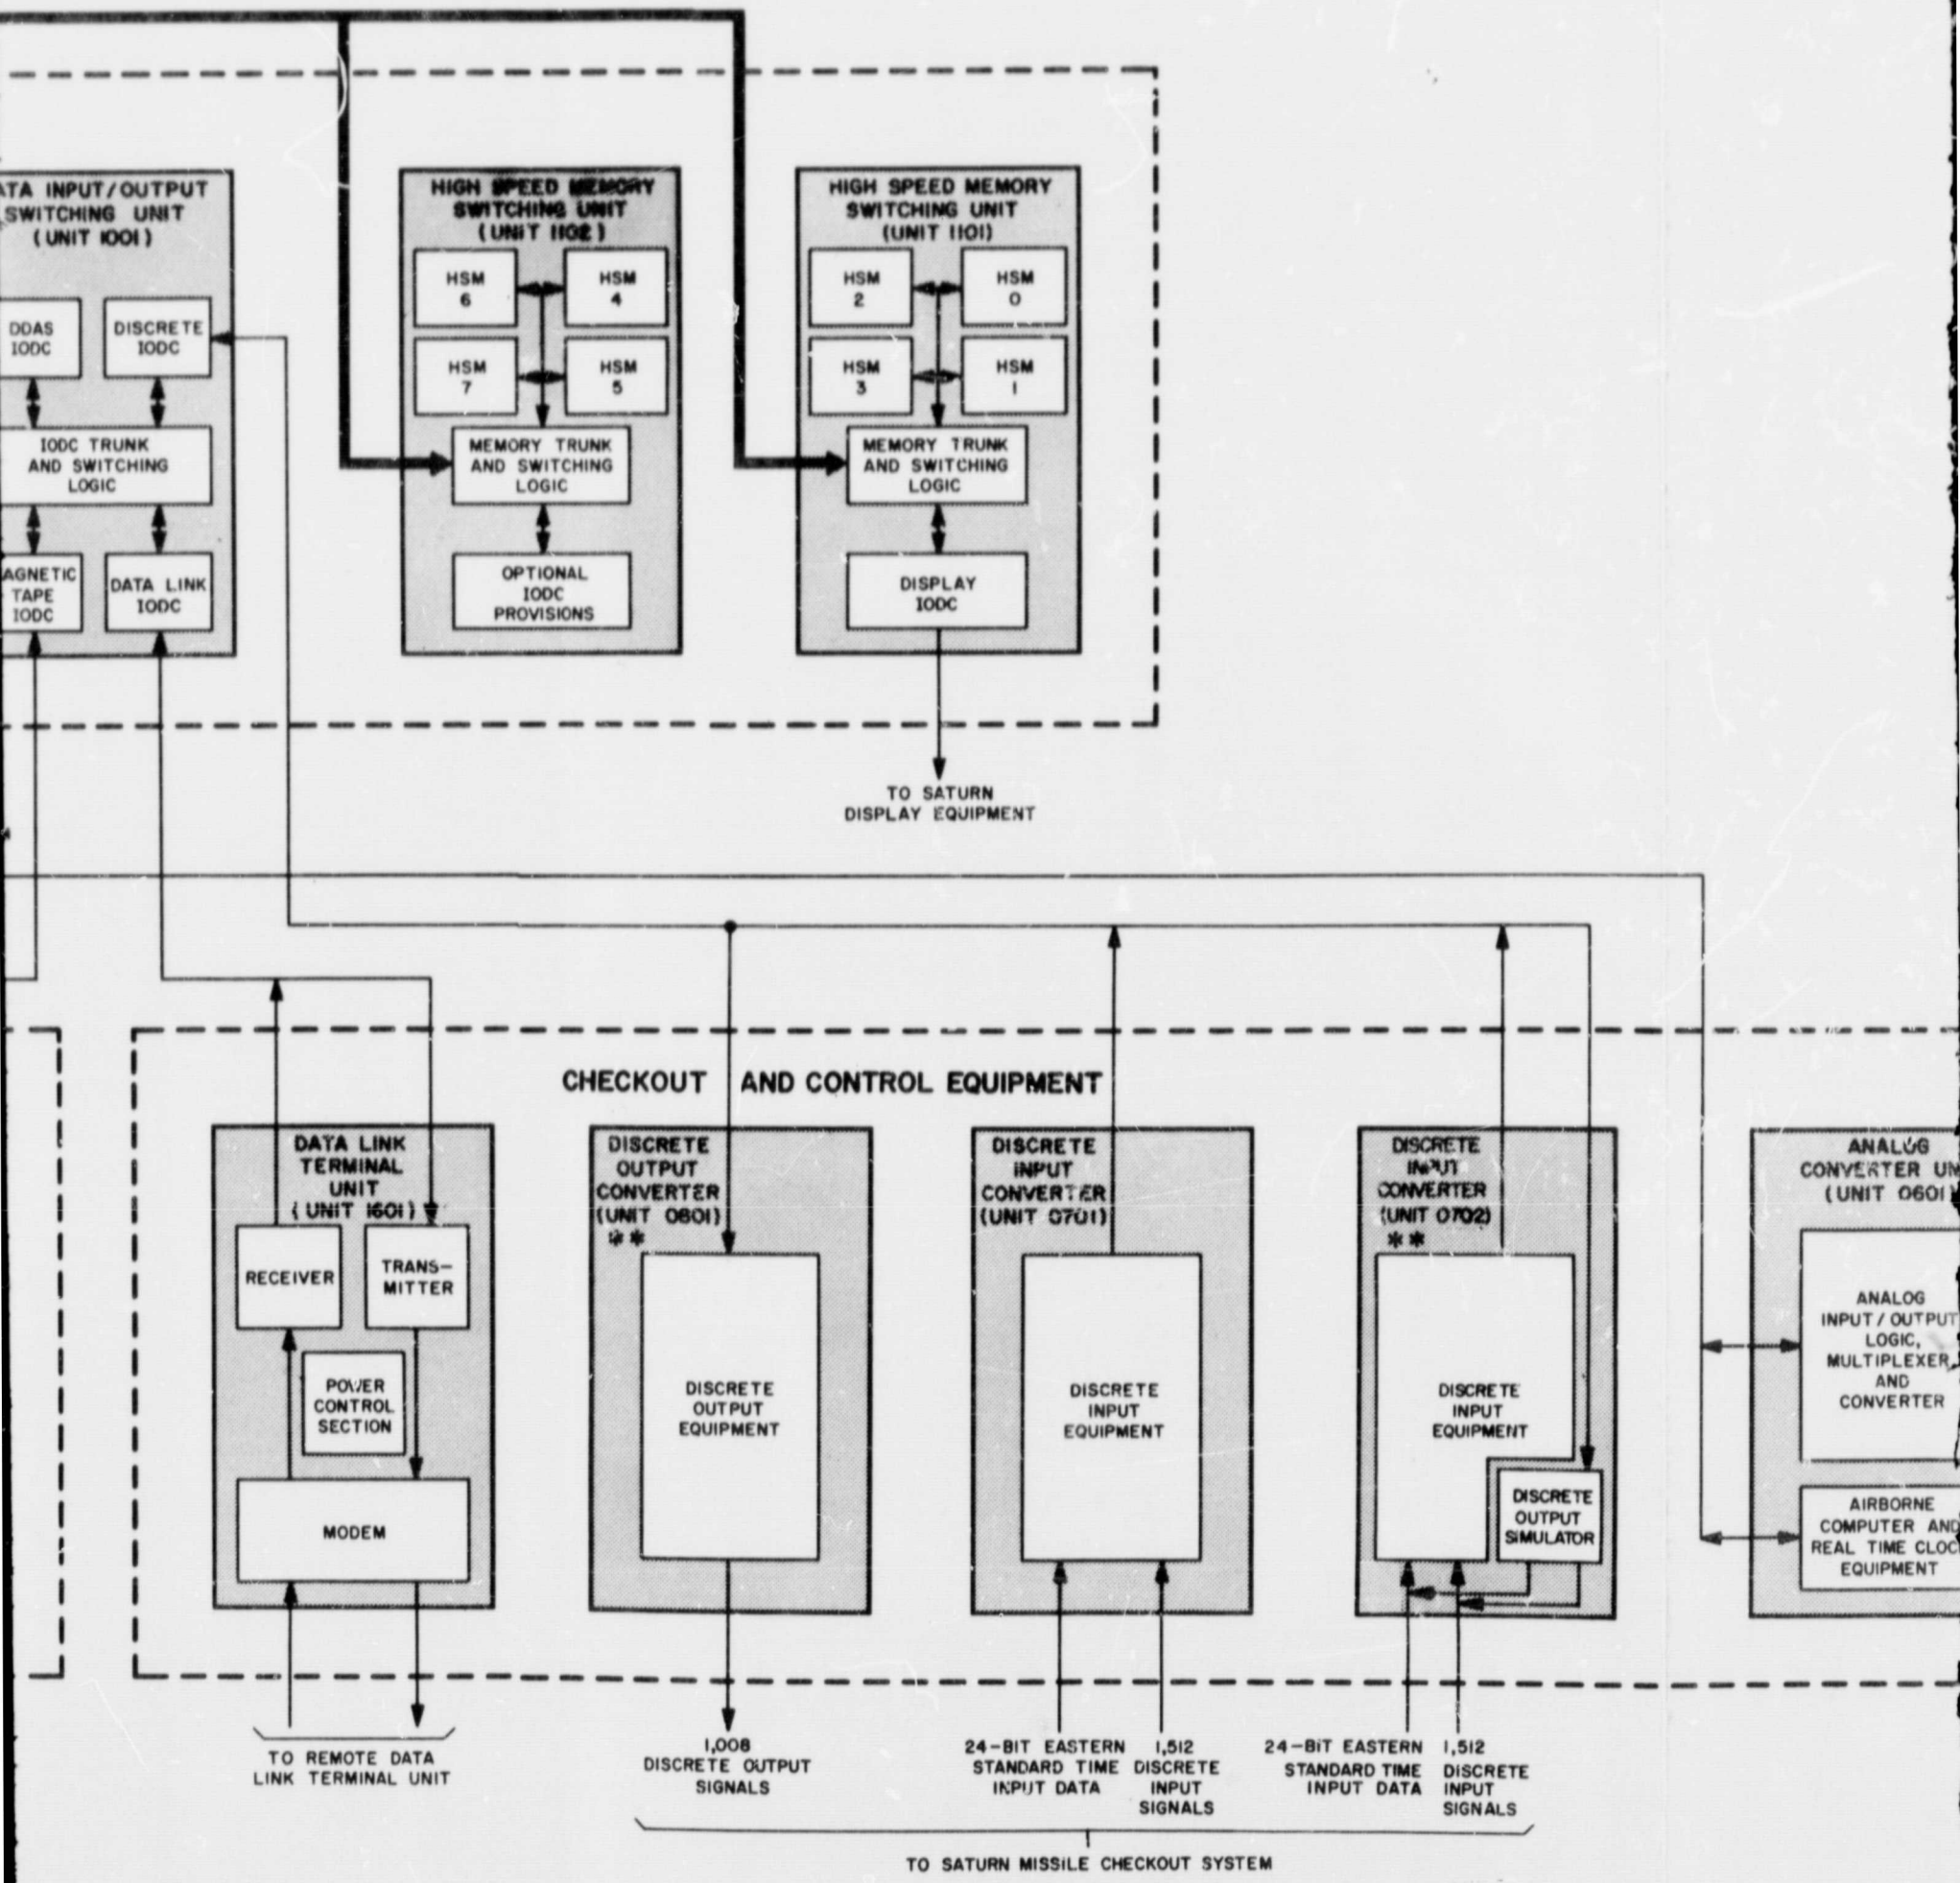 ATA INPUT/OUTPUT
SWITCHING UNIT
(UNIT 1001)
DDAS
IODC
DISCRETE
IODC
IODC TRUNK
AND SWITCHING
LOGIC
AGNETIC
TAPE
IODC
DATA LINK
IODC
HIGH SPEED MEMORY
SWITCHING UNIT
(UNIT 1102)
HSM
6
HSM
4
HSM
7
HSM
5
MEMORY TRUNK
AND SWITCHING
LOGIC
OPTIONAL
IODC
PROVISIONS
HIGH SPEED MEMORY
SWITCHING UNIT
(UNIT 1101)
HSM
2
HSM
0
HSM
3
HSM
1
MEMORY TRUNK
AND SWITCHING
LOGIC
DISPLAY
IODC
TO SATURN
DISPLAY EQUIPMENT
CHECKOUT AND CONTROL EQUIPMENT
DATA LINK
TERMINAL
UNIT
(UNIT 1601)
RECEIVER
TRANS-
MITTER
POWER
CONTROL
SECTION
MODEM
TO REMOTE DATA
LINK TERMINAL UNIT
DISCRETE
OUTPUT
CONVERTER
(UNIT 0801)
**
DISCRETE
OUTPUT
EQUIPMENT
1,008
DISCRETE OUTPUT
SIGNALS
DISCRETE
INPUT
CONVERTER
(UNIT 0701)
DISCRETE
INPUT
EQUIPMENT
24-BIT EASTERN
STANDARD TIME
INPUT DATA
1,512
DISCRETE
INPUT
SIGNALS
DISCRETE
INPUT
CONVERTER
(UNIT 0702)
**
DISCRETE
INPUT
EQUIPMENT
DISCRETE
OUTPUT
SIMULATOR
24-BIT EASTERN
STANDARD TIME
INPUT DATA
1,512
DISCRETE
INPUT
SIGNALS
TO SATURN MISSILE CHECKOUT SYSTEM
ANALOG
CONVERTER UN
(UNIT 0601)
ANALOG
INPUT/OUTPUT
LOGIC,
MULTIPLEXER,
AND
CONVERTER
AIRBORNE
COMPUTER AND
REAL TIME CLOC
EQUIPMENT